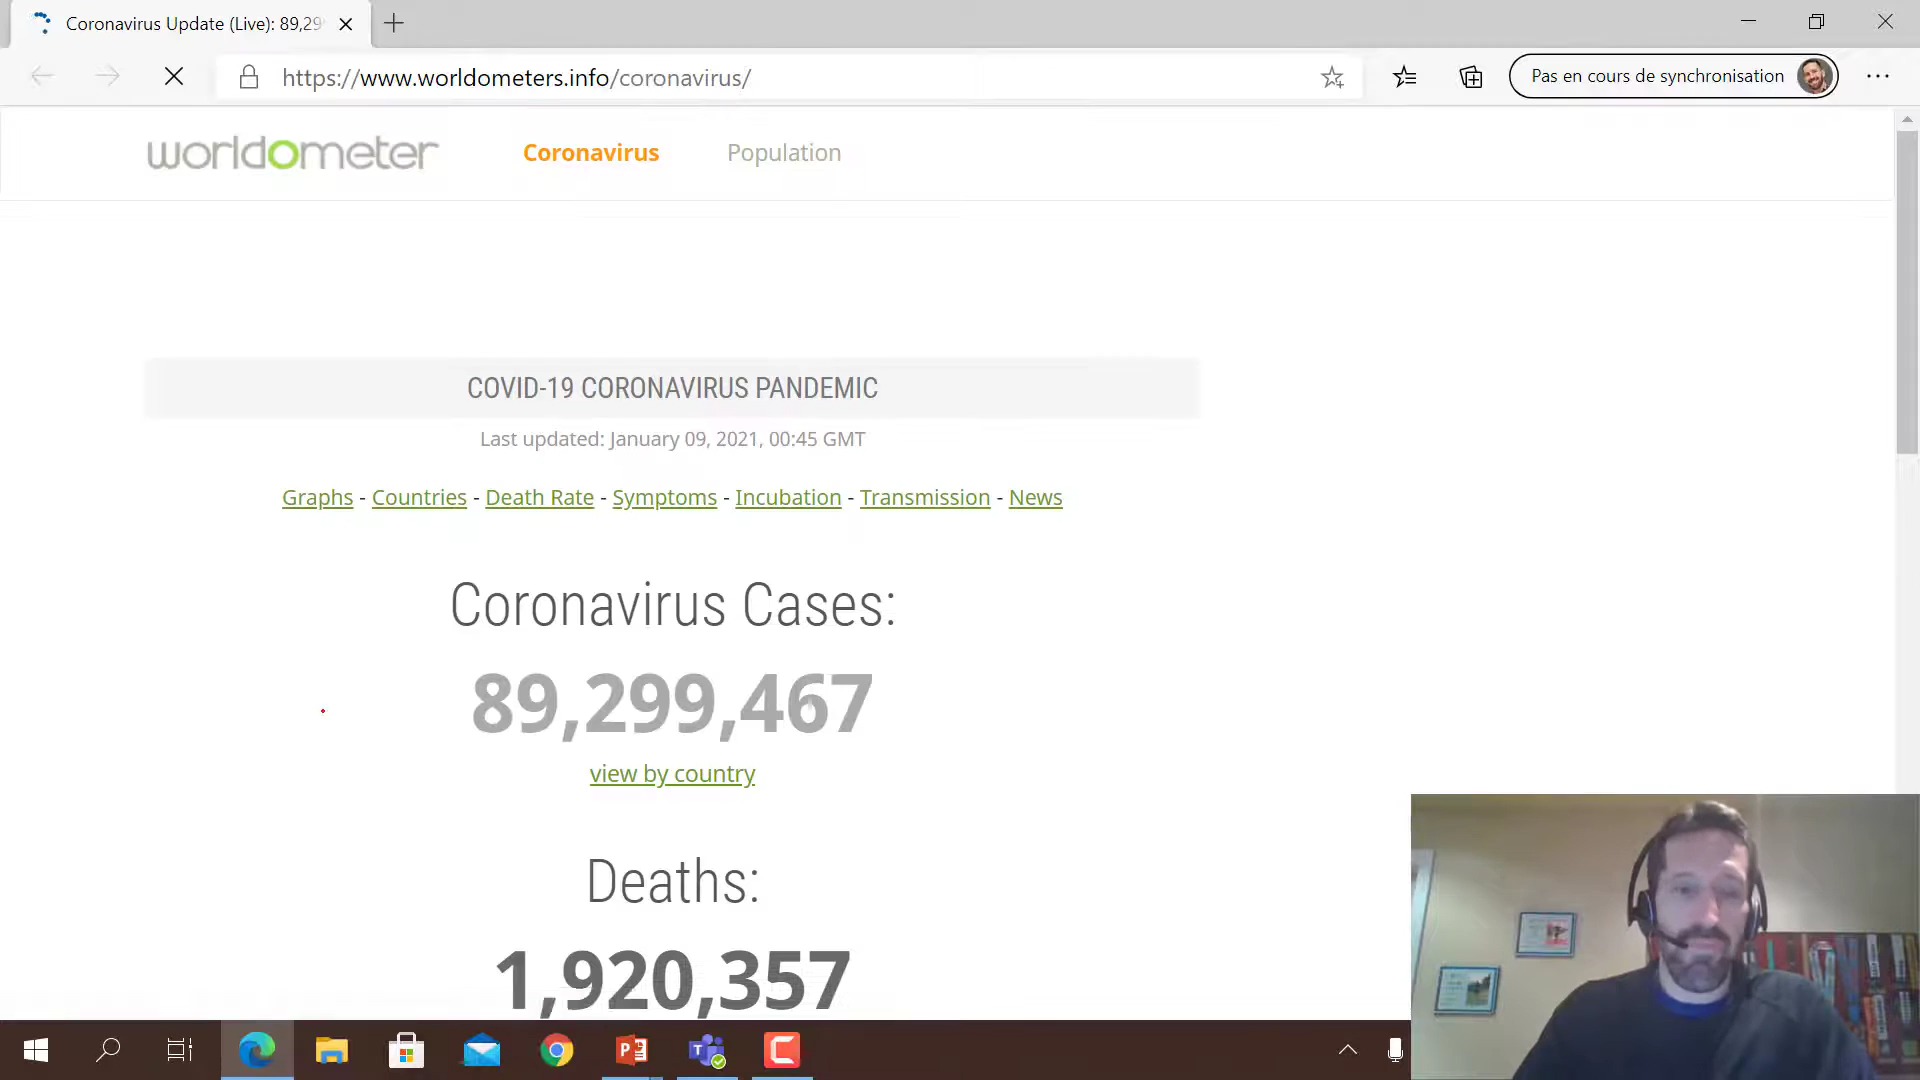 Coronavirus Update (Live): 89,29
https://www.worldometers.info/coronavirus/
Pas en cours de synchronisation
worldometer
Coronavirus
Population
COVID-19 CORONAVIRUS PANDEMIC
Last updated: January 09, 2021, 00:45 GMT
Graphs - Countries - Death Rate - Symptoms - Incubation - Transmission - News
Coronavirus Cases:
89,299,467
view by country
Deaths:
1,920,357